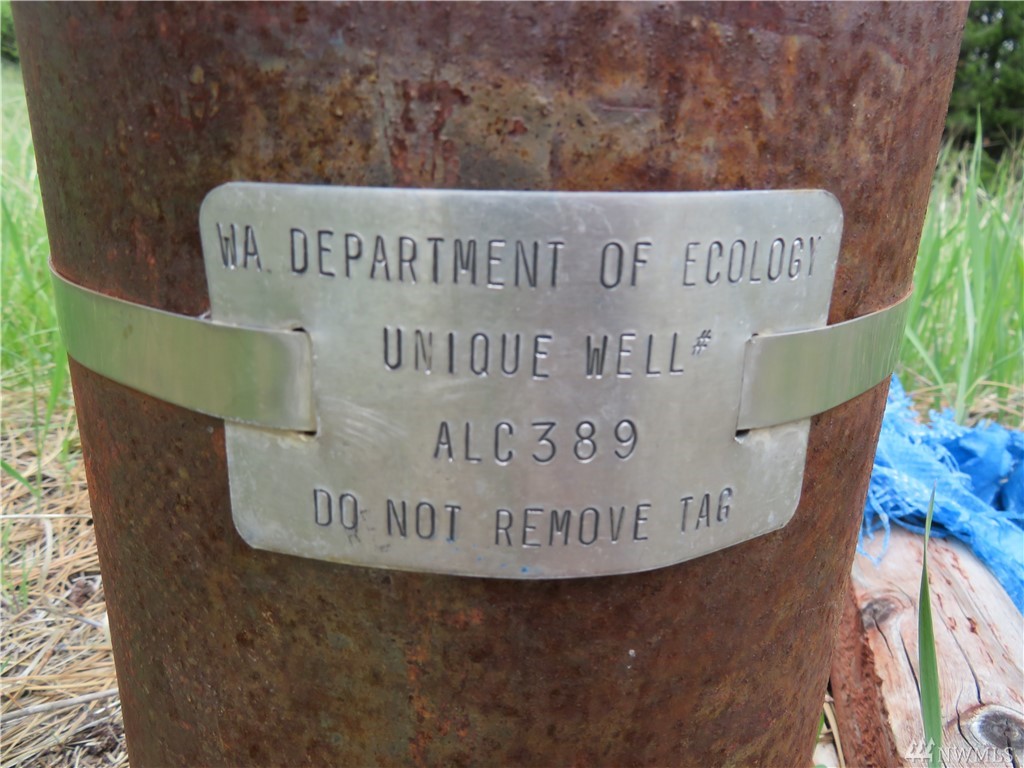 WA. DEPARTMENT OF ECOLOGY
UNIQUE WELL#
ALC389
DO NOT REMOVE TAG
NWMLS